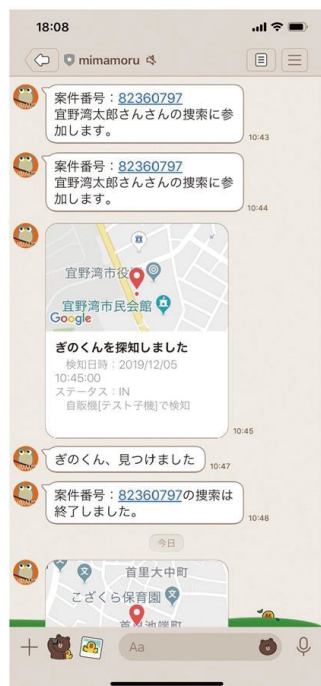 18:08
mimamoru
案件番号：82360797
宜野湾太郎さんさんの捜索に参
加します。
10:43
案件番号：82360797
宜野湾太郎さんさんの捜索に参
加します。
10:44
宜野湾市役
宜野湾市民会館
Google
ぎのくんを探知しました
検知日時：2019/12/05
10:45:00
ステータス：IN
自販機[テスト子機]で検知
10:45
ぎのくん、見つけました
10:47
案件番号：82360797の捜索は
終了しました。
10:48
今日
首里大中町
こざくら保育園
首里池端町
Aa